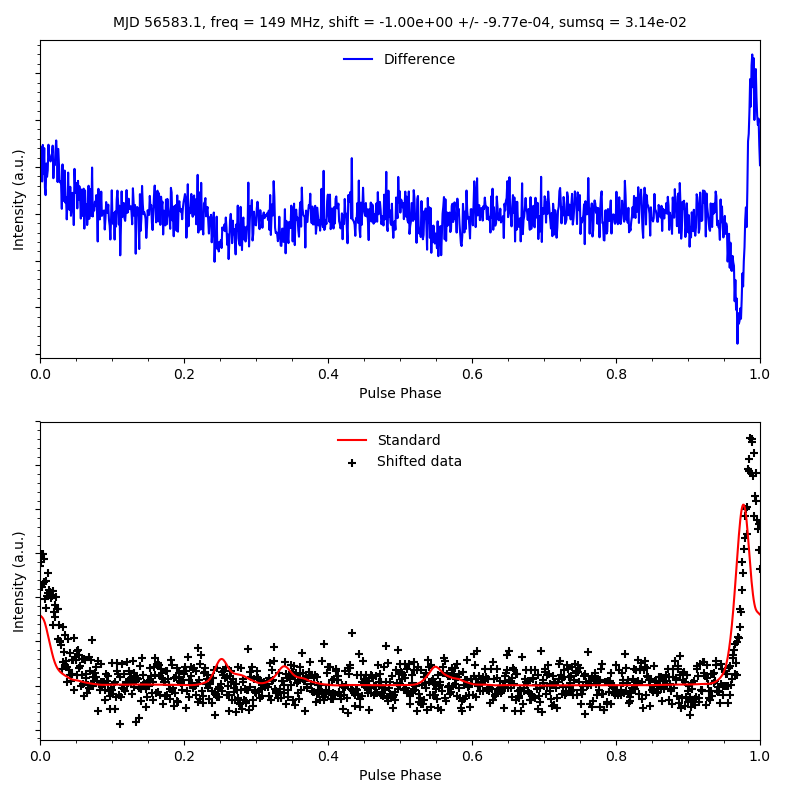 MJD 56583.1, freq = 149 MHz, shift = -1.00e+00 +/- -9.77e-04, sumsq = 3.14e-02
Difference
Intensity (a.u.)
0.0 0.2 0.4 0.6 0.8 1.0
Pulse Phase
Standard
Shifted data
Intensity (a.u.)
0.0 0.2 0.4 0.6 0.8 1.0
Pulse Phase